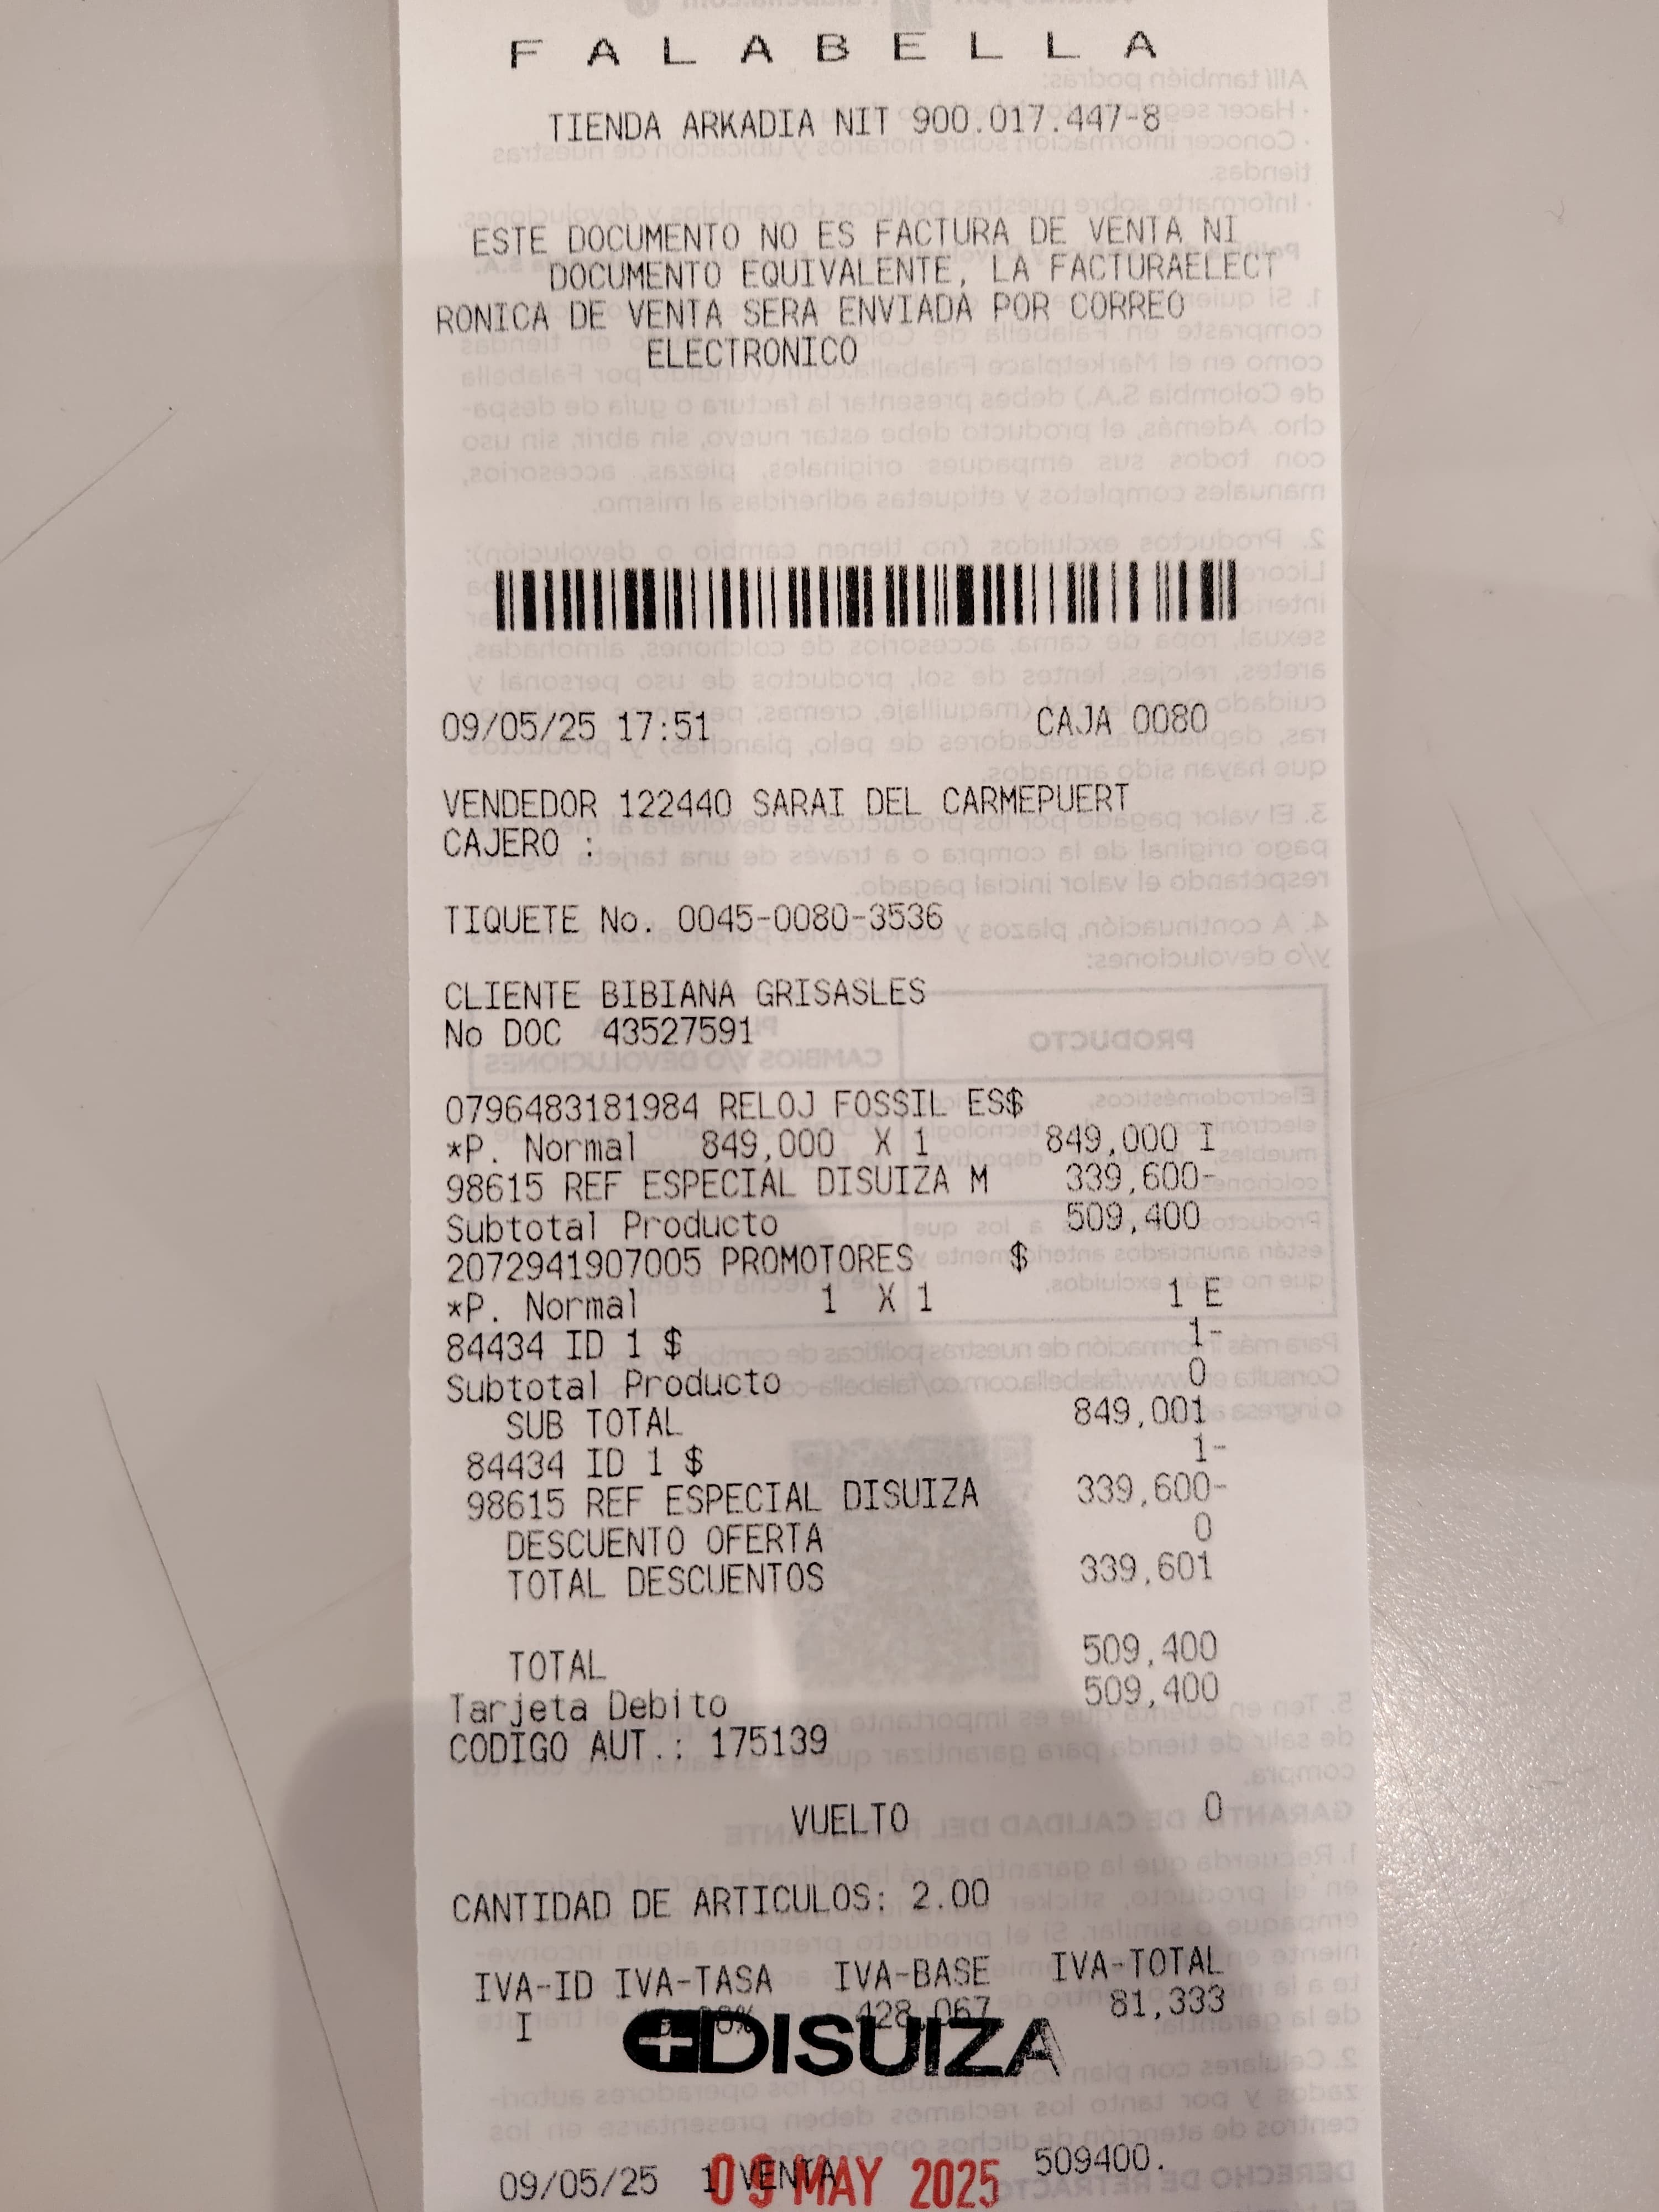 F A L A B E L L A
TIENDA ARKADIA NIT 900.017.447-8
ESTE DOCUMENTO NO ES FACTURA DE VENTA NI
DOCUMENTO EQUIVALENTE, LA FACTURAELECT
RONICA DE VENTA SERA ENVIADA POR CORREO
ELECTRONICO
09/05/25 17:51 CAJA 0080
VENDEDOR 122440 SARAI DEL CARMEPUERT
CAJERO :
TIQUETE No. 0045-0080-3536
CLIENTE BIBIANA GRISASLES
No DOC 43527591
0796483181984 RELOJ FOSSIL ES$
*P. Normal 849,000 X 1 849,000 I
98615 REF ESPECIAL DISUIZA M 339,600-
Subtotal Producto 509,400
2072941907005 PROMOTORES $
*P. Normal 1 X 1 1 E
84434 ID 1 $ 1-
Subtotal Producto 0
SUB TOTAL 849,001
84434 ID 1 $ 1-
98615 REF ESPECIAL DISUIZA 339,600-
DESCUENTO OFERTA 0
TOTAL DESCUENTOS 339,601
TOTAL 509,400
Tarjeta Debito 509,400
CODIGO AUT.: 175139
VUELTO 0
CANTIDAD DE ARTICULOS: 2.00
IVA-ID IVA-TASA IVA-BASE IVA-TOTAL
I 428,067 81,333
DISUIZA
09/05/25 1 VENTA 509400.
09 MAY 2025